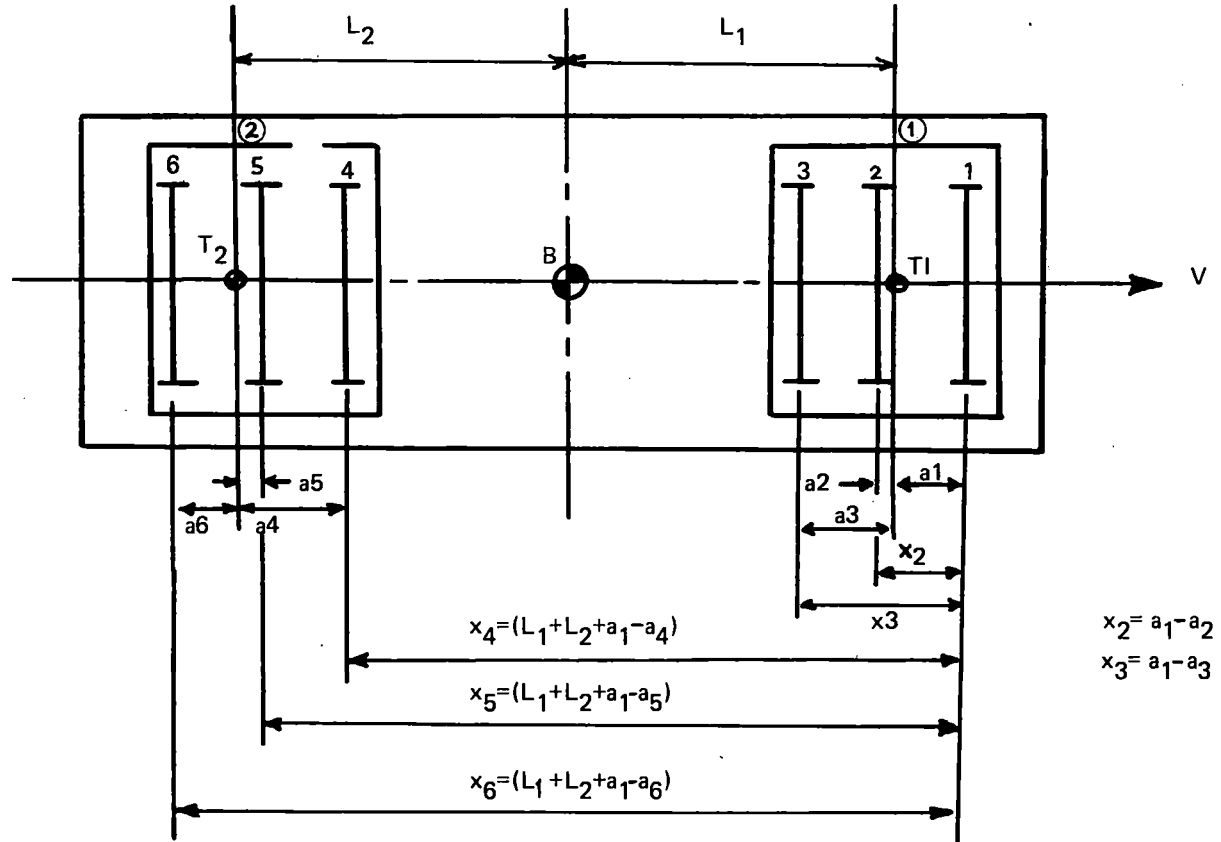 L2 L1
② ①
6 5 4 3 2 1
T2 B TI V
a5 a2 a1
a6 a4 a3
x2
x3
x4=(L1+L2+a1-a4) x2= a1-a2
x3= a1-a3
x5=(L1+L2+a1-a5)
x6=(L1+L2+a1-a6)